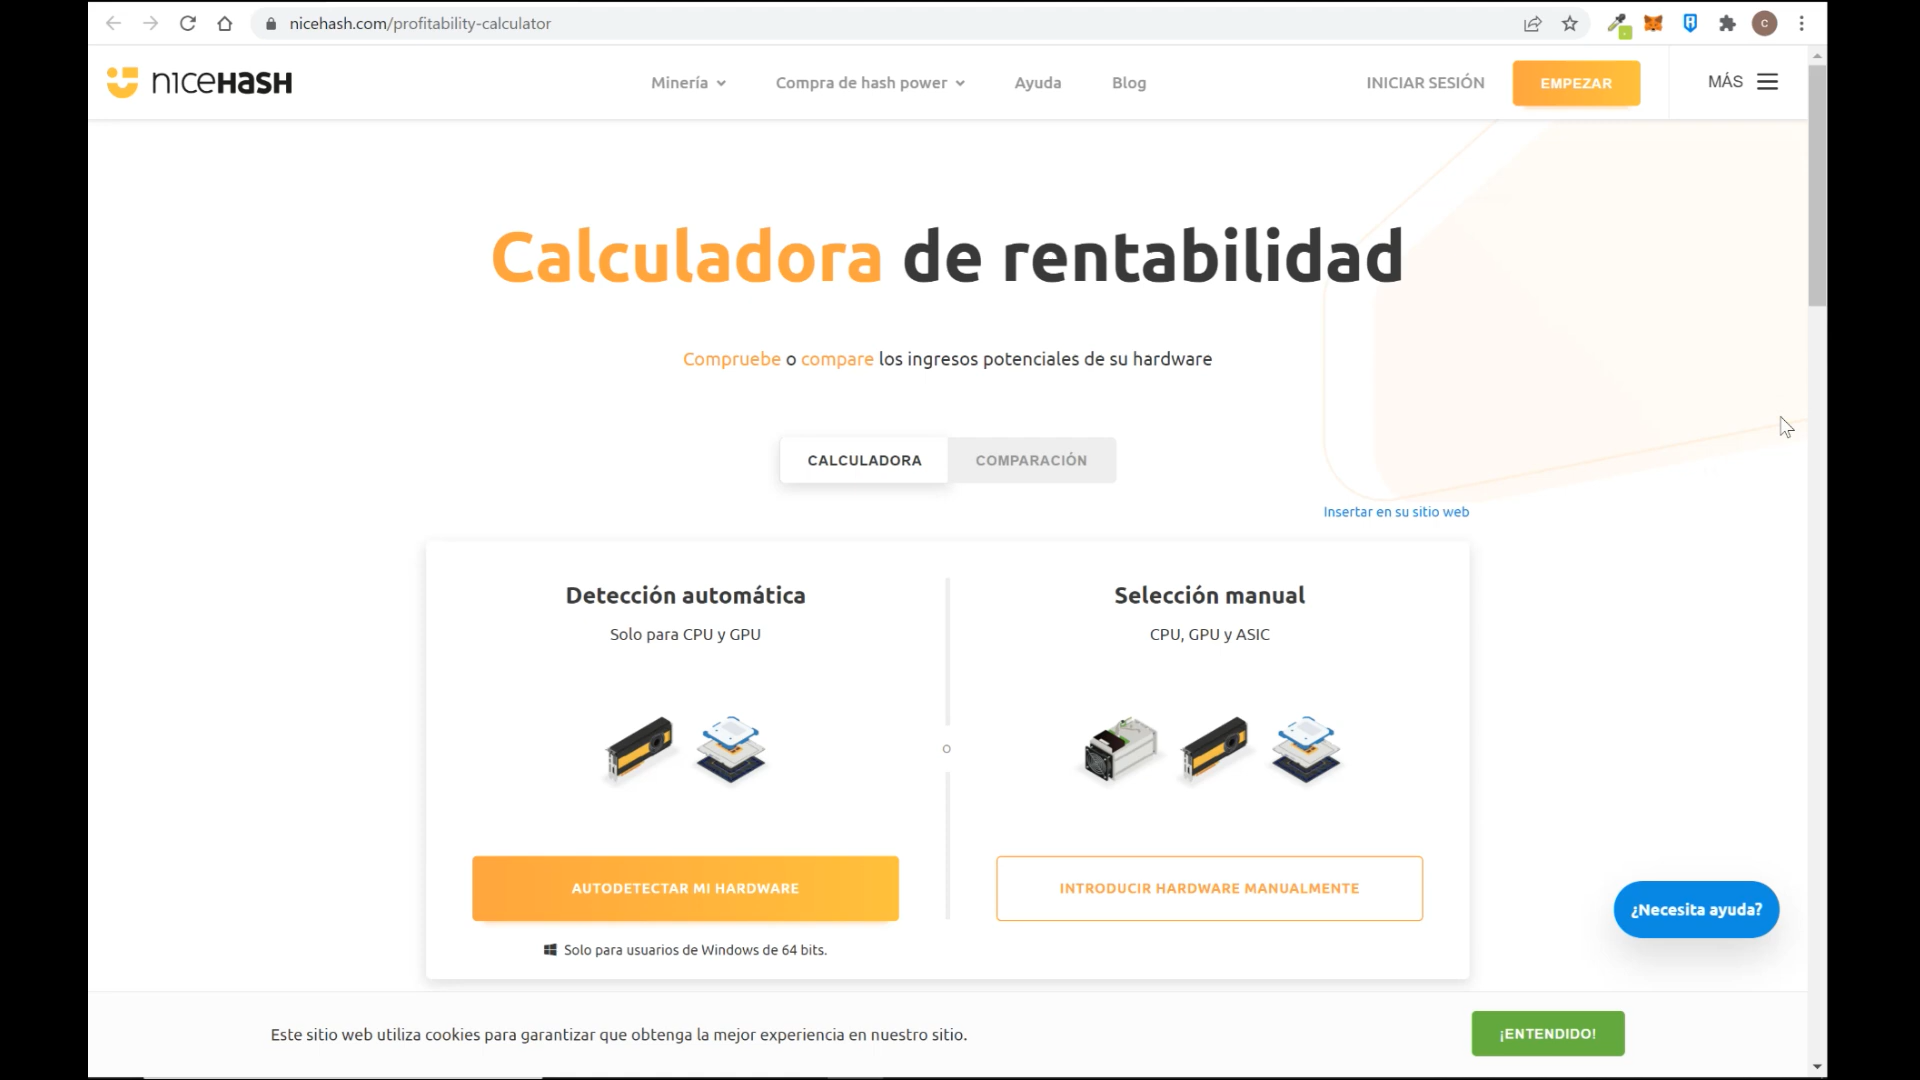 nicehash.com/profitability-calculator
C
nıceHasH
Minería
Compra de hash power
Ayuda
Blog
INICIAR SESIÓN
EMPEZAR
MÁS
Calculadora de rentabilidad
Compruebe o compare los ingresos potenciales de su hardware
CALCULADORA
COMPARACIÓN
Insertar en su sitio web
Detección automática
Solo para CPU y GPU
AUTODETECTAR MI HARDWARE
Solo para usuarios de Windows de 64 bits.
o
Selección manual
CPU, GPU y ASIC
INTRODUCIR HARDWARE MANUALMENTE
¿Necesita ayuda?
Este sitio web utiliza cookies para garantizar que obtenga la mejor experiencia en nuestro sitio.
¡ENTENDIDO!